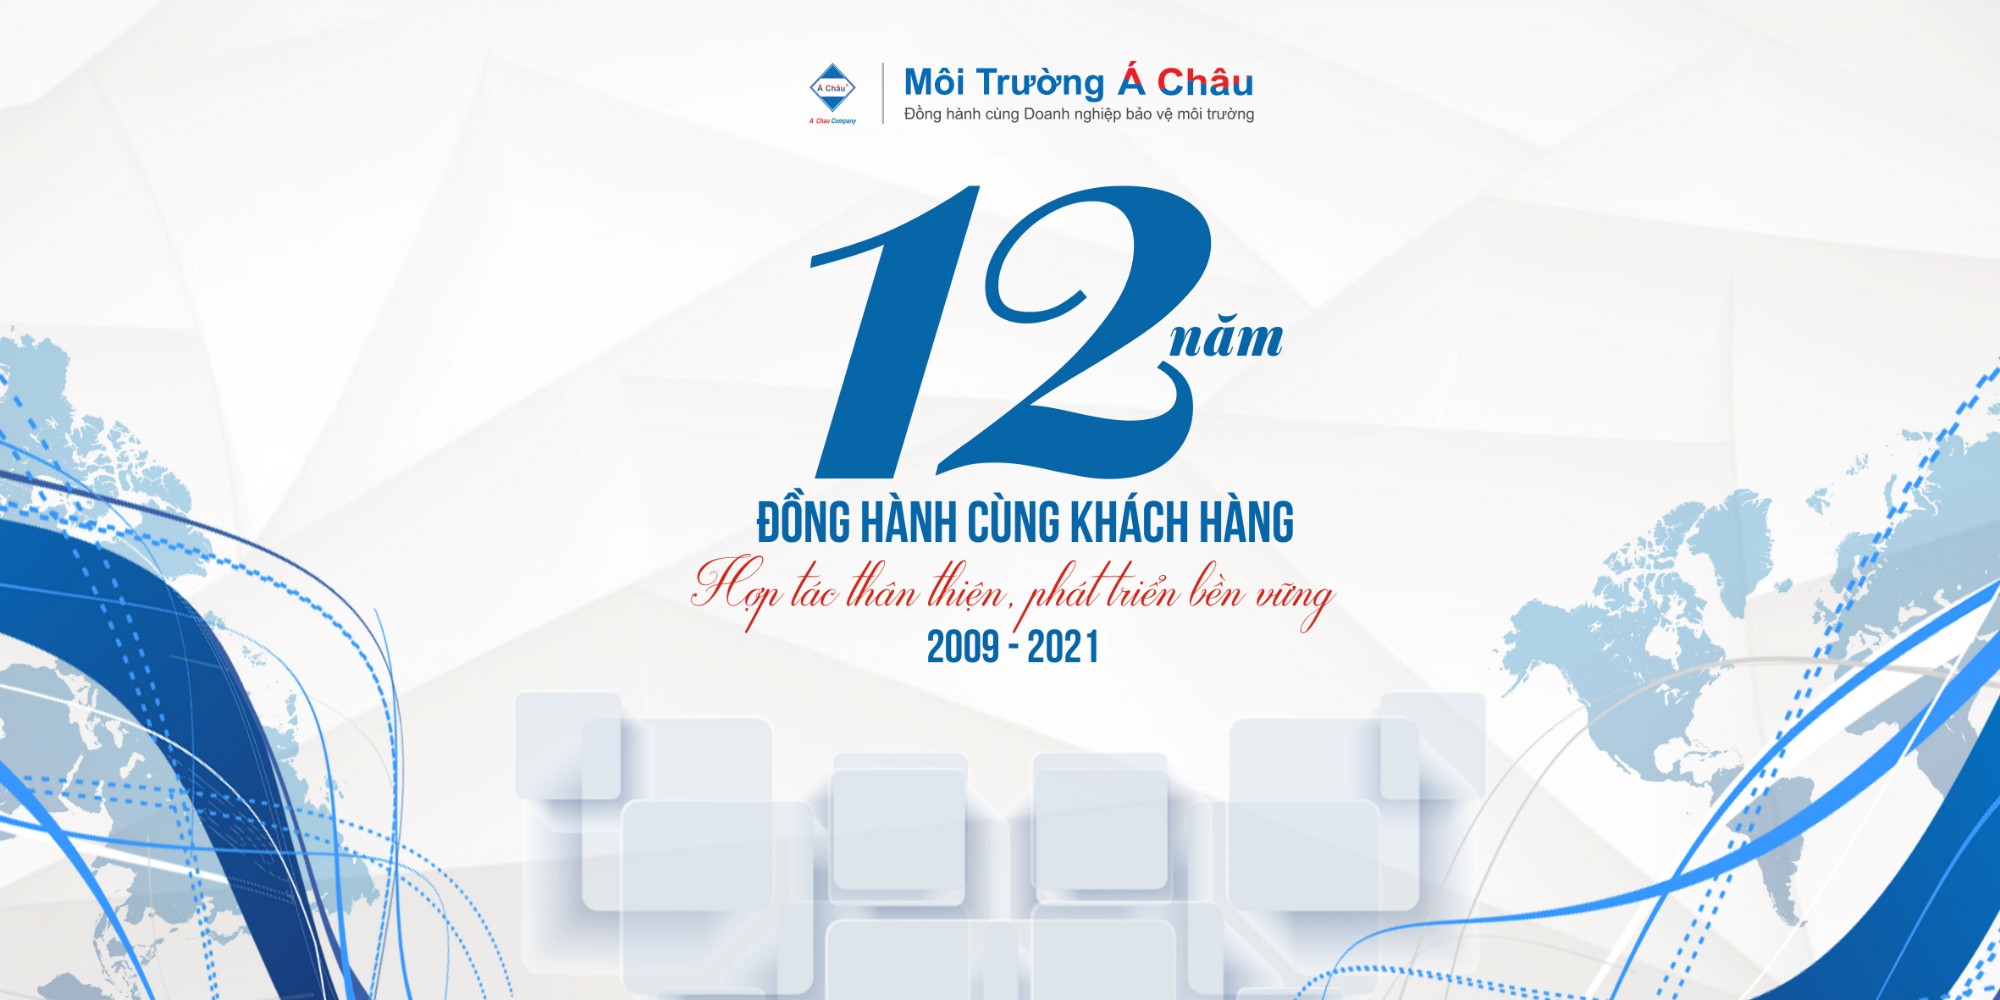 Á Châu®
A Chau Company
Môi Trường Á Châu
Đồng hành cùng Doanh nghiệp bảo vệ môi trường
12 năm
ĐỒNG HÀNH CÙNG KHÁCH HÀNG
Hợp tác thân thiện, phát triển bền vững
2009 - 2021